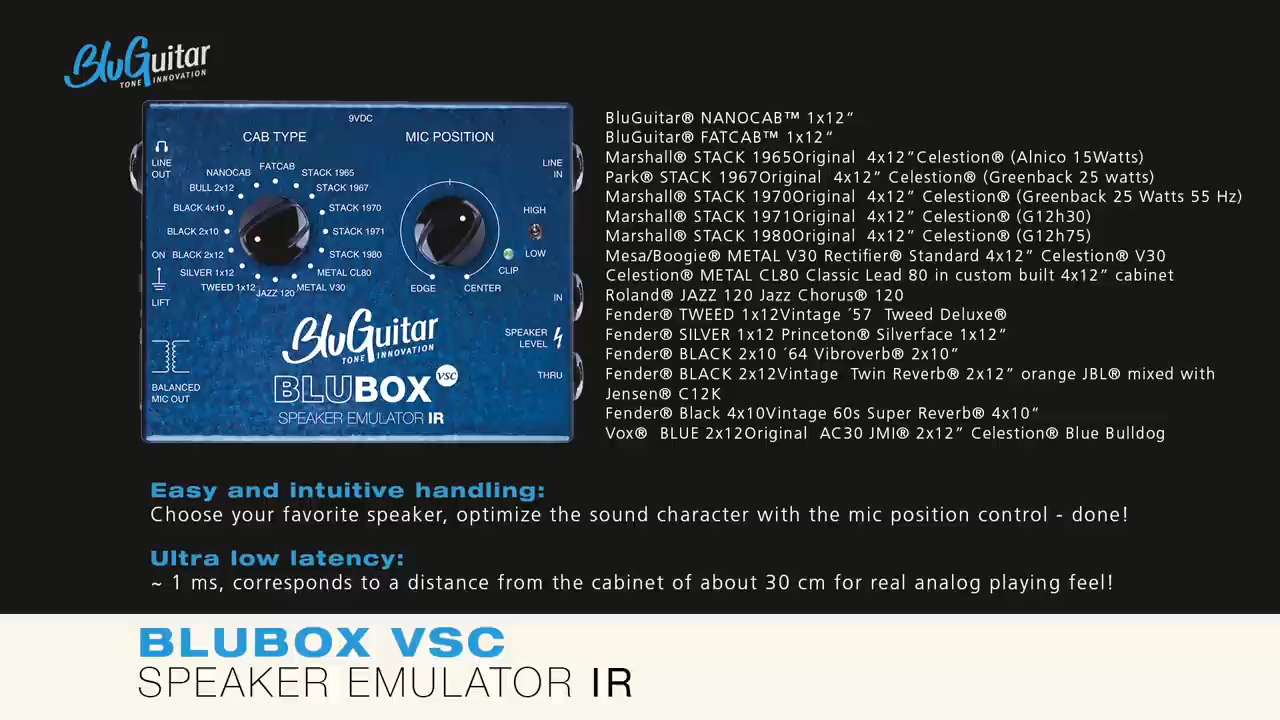 BluGuitar
TONE INNOVATION
9VDC
CAB TYPE
MIC POSITION
LINE
OUT
LINE
IN
FATCAB
NANOCAB
STACK 1965
BULL 2x12
STACK 1967
BLACK 4x10
STACK 1970
BLACK 2x10
STACK 1971
ON
BLACK 2x12
STACK 1980
SILVER 1x12
METAL CL80
TWEED 1x12
JAZZ 120
METAL V30
HIGH
LOW
CLIP
EDGE
CENTER
LIFT
IN
SPEAKER
LEVEL
THRU
BALANCED
MIC OUT
BluGuitar
TONE INNOVATION
BLUBOX VSC
SPEAKER EMULATOR IR
BluGuitar® NANOCAB™ 1x12“
BluGuitar® FATCAB™ 1x12“
Marshall® STACK 1965Original  4x12”Celestion® (Alnico 15Watts)
Park® STACK 1967Original  4x12” Celestion® (Greenback 25 watts)
Marshall® STACK 1970Original  4x12” Celestion® (Greenback 25 Watts 55 Hz)
Marshall® STACK 1971Original  4x12” Celestion® (G12h30)
Marshall® STACK 1980Original  4x12” Celestion® (G12h75)
Mesa/Boogie® METAL V30 Rectifier® Standard 4x12” Celestion® V30
Celestion® METAL CL80 Classic Lead 80 in custom built 4x12” cabinet
Roland® JAZZ 120 Jazz Chorus® 120
Fender® TWEED 1x12Vintage ´57  Tweed Deluxe®
Fender® SILVER 1x12 Princeton® Silverface 1x12“
Fender® BLACK 2x10 ´64 Vibroverb® 2x10“
Fender® BLACK 2x12Vintage  Twin Reverb® 2x12” orange JBL® mixed with
Jensen® C12K
Fender® Black 4x10Vintage 60s Super Reverb® 4x10“
Vox®  BLUE 2x12Original  AC30 JMI® 2x12” Celestion® Blue Bulldog
Easy and intuitive handling:
Choose your favorite speaker, optimize the sound character with the mic position control - done!
Ultra low latency:
~ 1 ms, corresponds to a distance from the cabinet of about 30 cm for real analog playing feel!
BLUBOX VSC
SPEAKER EMULATOR IR